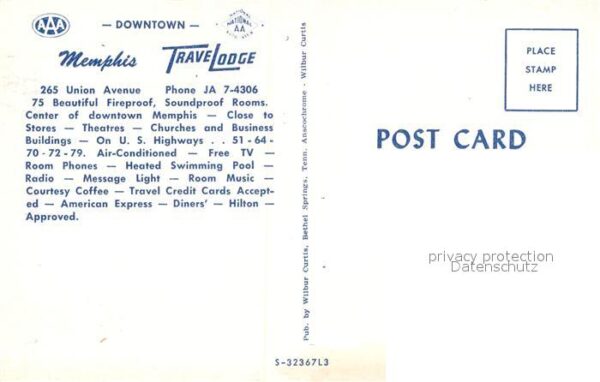 AAA
— DOWNTOWN —
NATIONAL
AA
Memphis TRAVELODGE
265 Union Avenue Phone JA 7-4306
75 Beautiful Fireproof, Soundproof Rooms.
Center of downtown Memphis — Close to
Stores — Theatres — Churches and Business
Buildings — On U. S. Highways . . 51 - 64 -
70 - 72 - 79. Air-Conditioned — Free TV —
Room Phones — Heated Swimming Pool —
Radio — Message Light — Room Music —
Courtesy Coffee — Travel Credit Cards Accept-
ed — American Express — Diners' — Hilton —
Approved.
Pub. by Wilbur Curtis, Bethel Springs, Tenn. Anscochrome - Wilbur Curtis
S-32367L3
PLACE
STAMP
HERE
POST CARD
privacy protection
Datenschutz